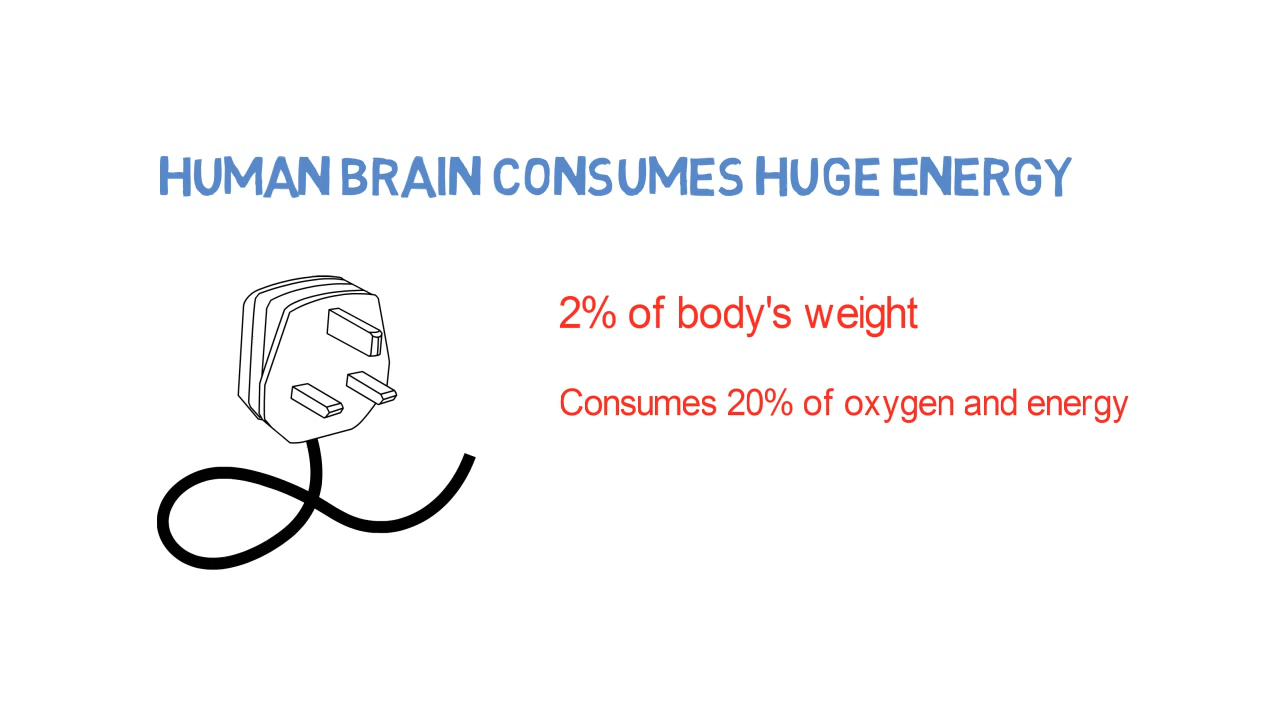 HUMAN BRAIN CONSUMES HUGE ENERGY
2% of body's weight
Consumes 20% of oxygen and energy